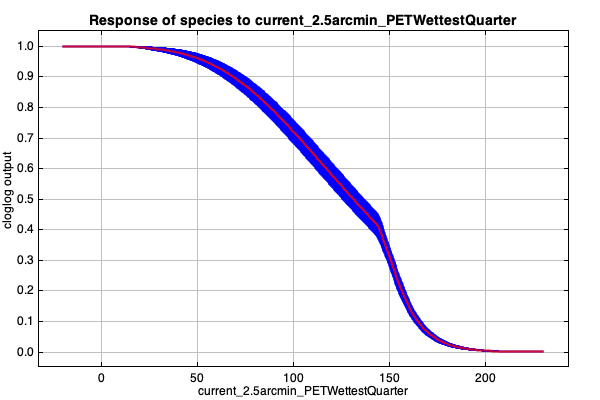 Response of species to current_2.5arcmin_PETWettestQuarter
1.0
0.9
0.8
0.7
0.6
0.5
0.4
0.3
0.2
0.1
0.0
cloglog output
0 50 100 150 200
current_2.5arcmin_PETWettestQuarter